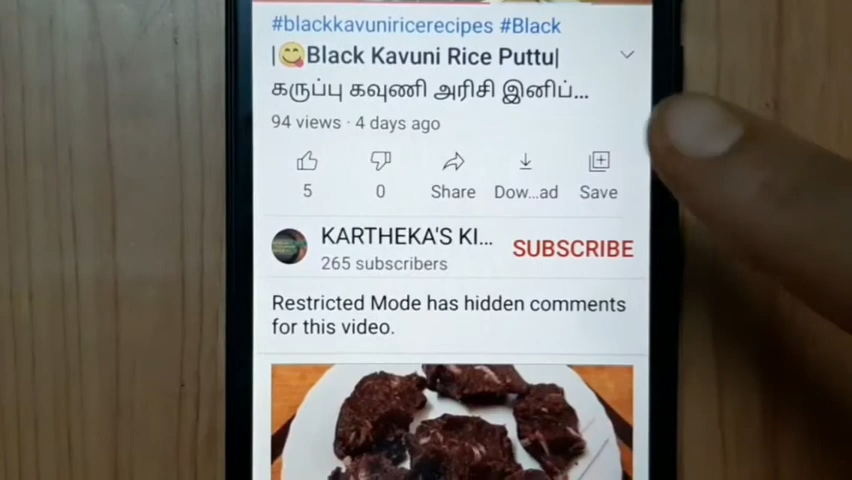 #blackkavuniricerecipes #Black
|😋Black Kavuni Rice Puttu|
கருப்பு கவுணி அரிசி இனிப்...
94 views · 4 days ago
5
0
Share
Dow...ad
Save
KARTHEKA'S KI...
SUBSCRIBE
265 subscribers
Restricted Mode has hidden comments
for this video.